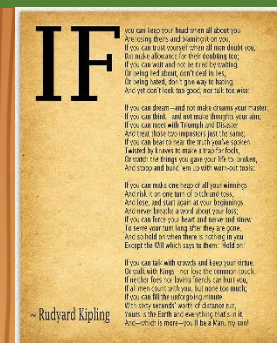 IF
you can keep your head when all about you
Are losing theirs and blaming it on you,
If you can trust yourself when all men doubt you,
But make allowance for their doubting too;
If you can wait and not be tired by waiting
Or being lied about, don't deal in lies,
Or being hated, don't give way to hating,
And yet don't look too good, nor talk too wise:
If you can dream—and not make dreams your master;
If you can think and not make thoughts your aim;
If you can meet with Triumph and Disaster
And treat those two impostors just the same;
If you can bear to hear the truth you've spoken
Twisted by knaves to make a trap for fools,
Or watch the things you gave your life to, broken,
And stoop and build 'em up with worn-out tools:
If you can make one heap of all your winnings
And risk it on one turn of pitch-and-toss,
And lose, and start again at your beginnings
And never breathe a word about your loss;
If you can force your heart and nerve and sinew
To serve your turn long after they are gone,
And so hold on when there is nothing in you
Except the Will which says to them: 'Hold on!'
If you can talk with crowds and keep your virtue,
Or walk with Kings—nor lose the common touch,
If neither foes nor loving friends can hurt you,
If all men count with you, but none too much;
If you can fill the unforgiving minute
With sixty seconds' worth of distance run,
Yours is the Earth and everything that's in it,
And—which is more—you'll be a Man, my son!
~ Rudyard Kipling